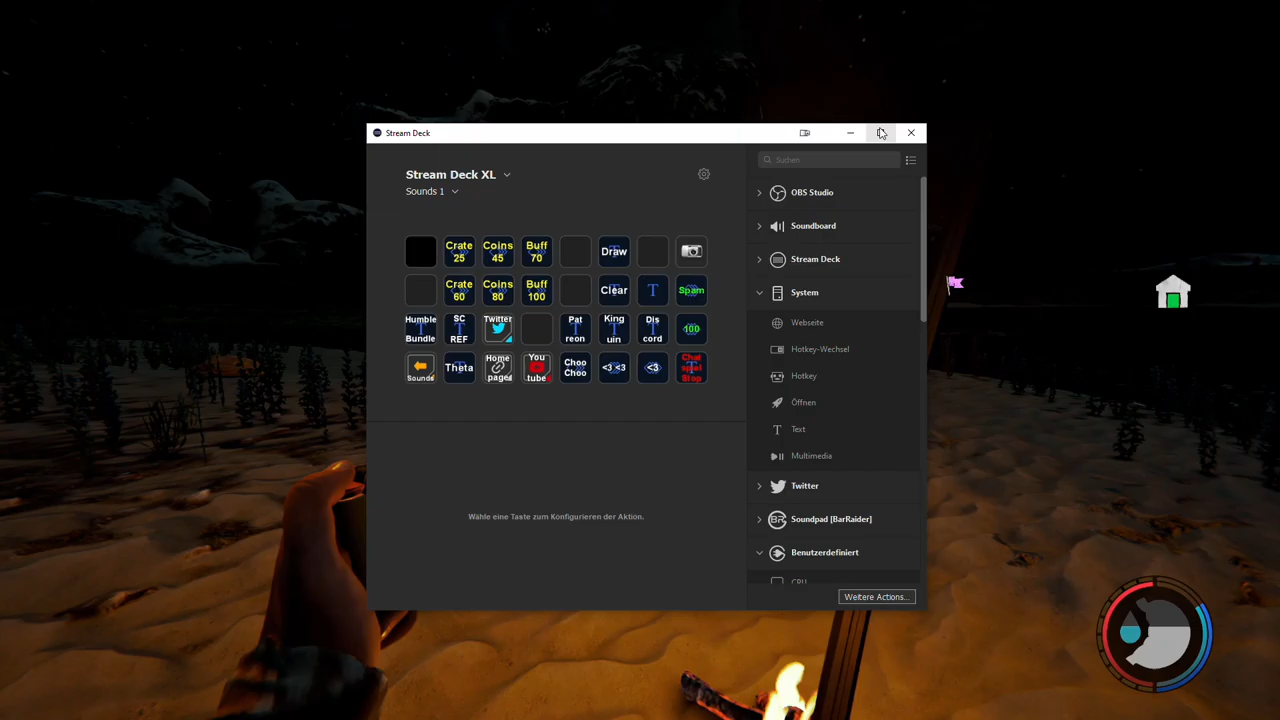 Stream Deck
Stream Deck XL
Sounds 1
Suchen
Crate
25
Coins
45
Buff
70
Draw
Crate
60
Coins
80
Buff
100
Clear
T
Spam
Humble
Bundle
SC
REF
Twitter
Pat
reon
King
uin
Dis
cord
100
Sounds
Theta
Home
page
You
tube
Choo
Choo
<3 <3
<3
Chat
spiel
Stop
Wähle eine Taste zum Konfigurieren der Aktion.
OBS Studio
Soundboard
Stream Deck
System
Webseite
Hotkey-Wechsel
Hotkey
Öffnen
Text
Multimedia
Twitter
BR
Soundpad [BarRaider]
Benutzerdefiniert
CPU
Weitere Actions...